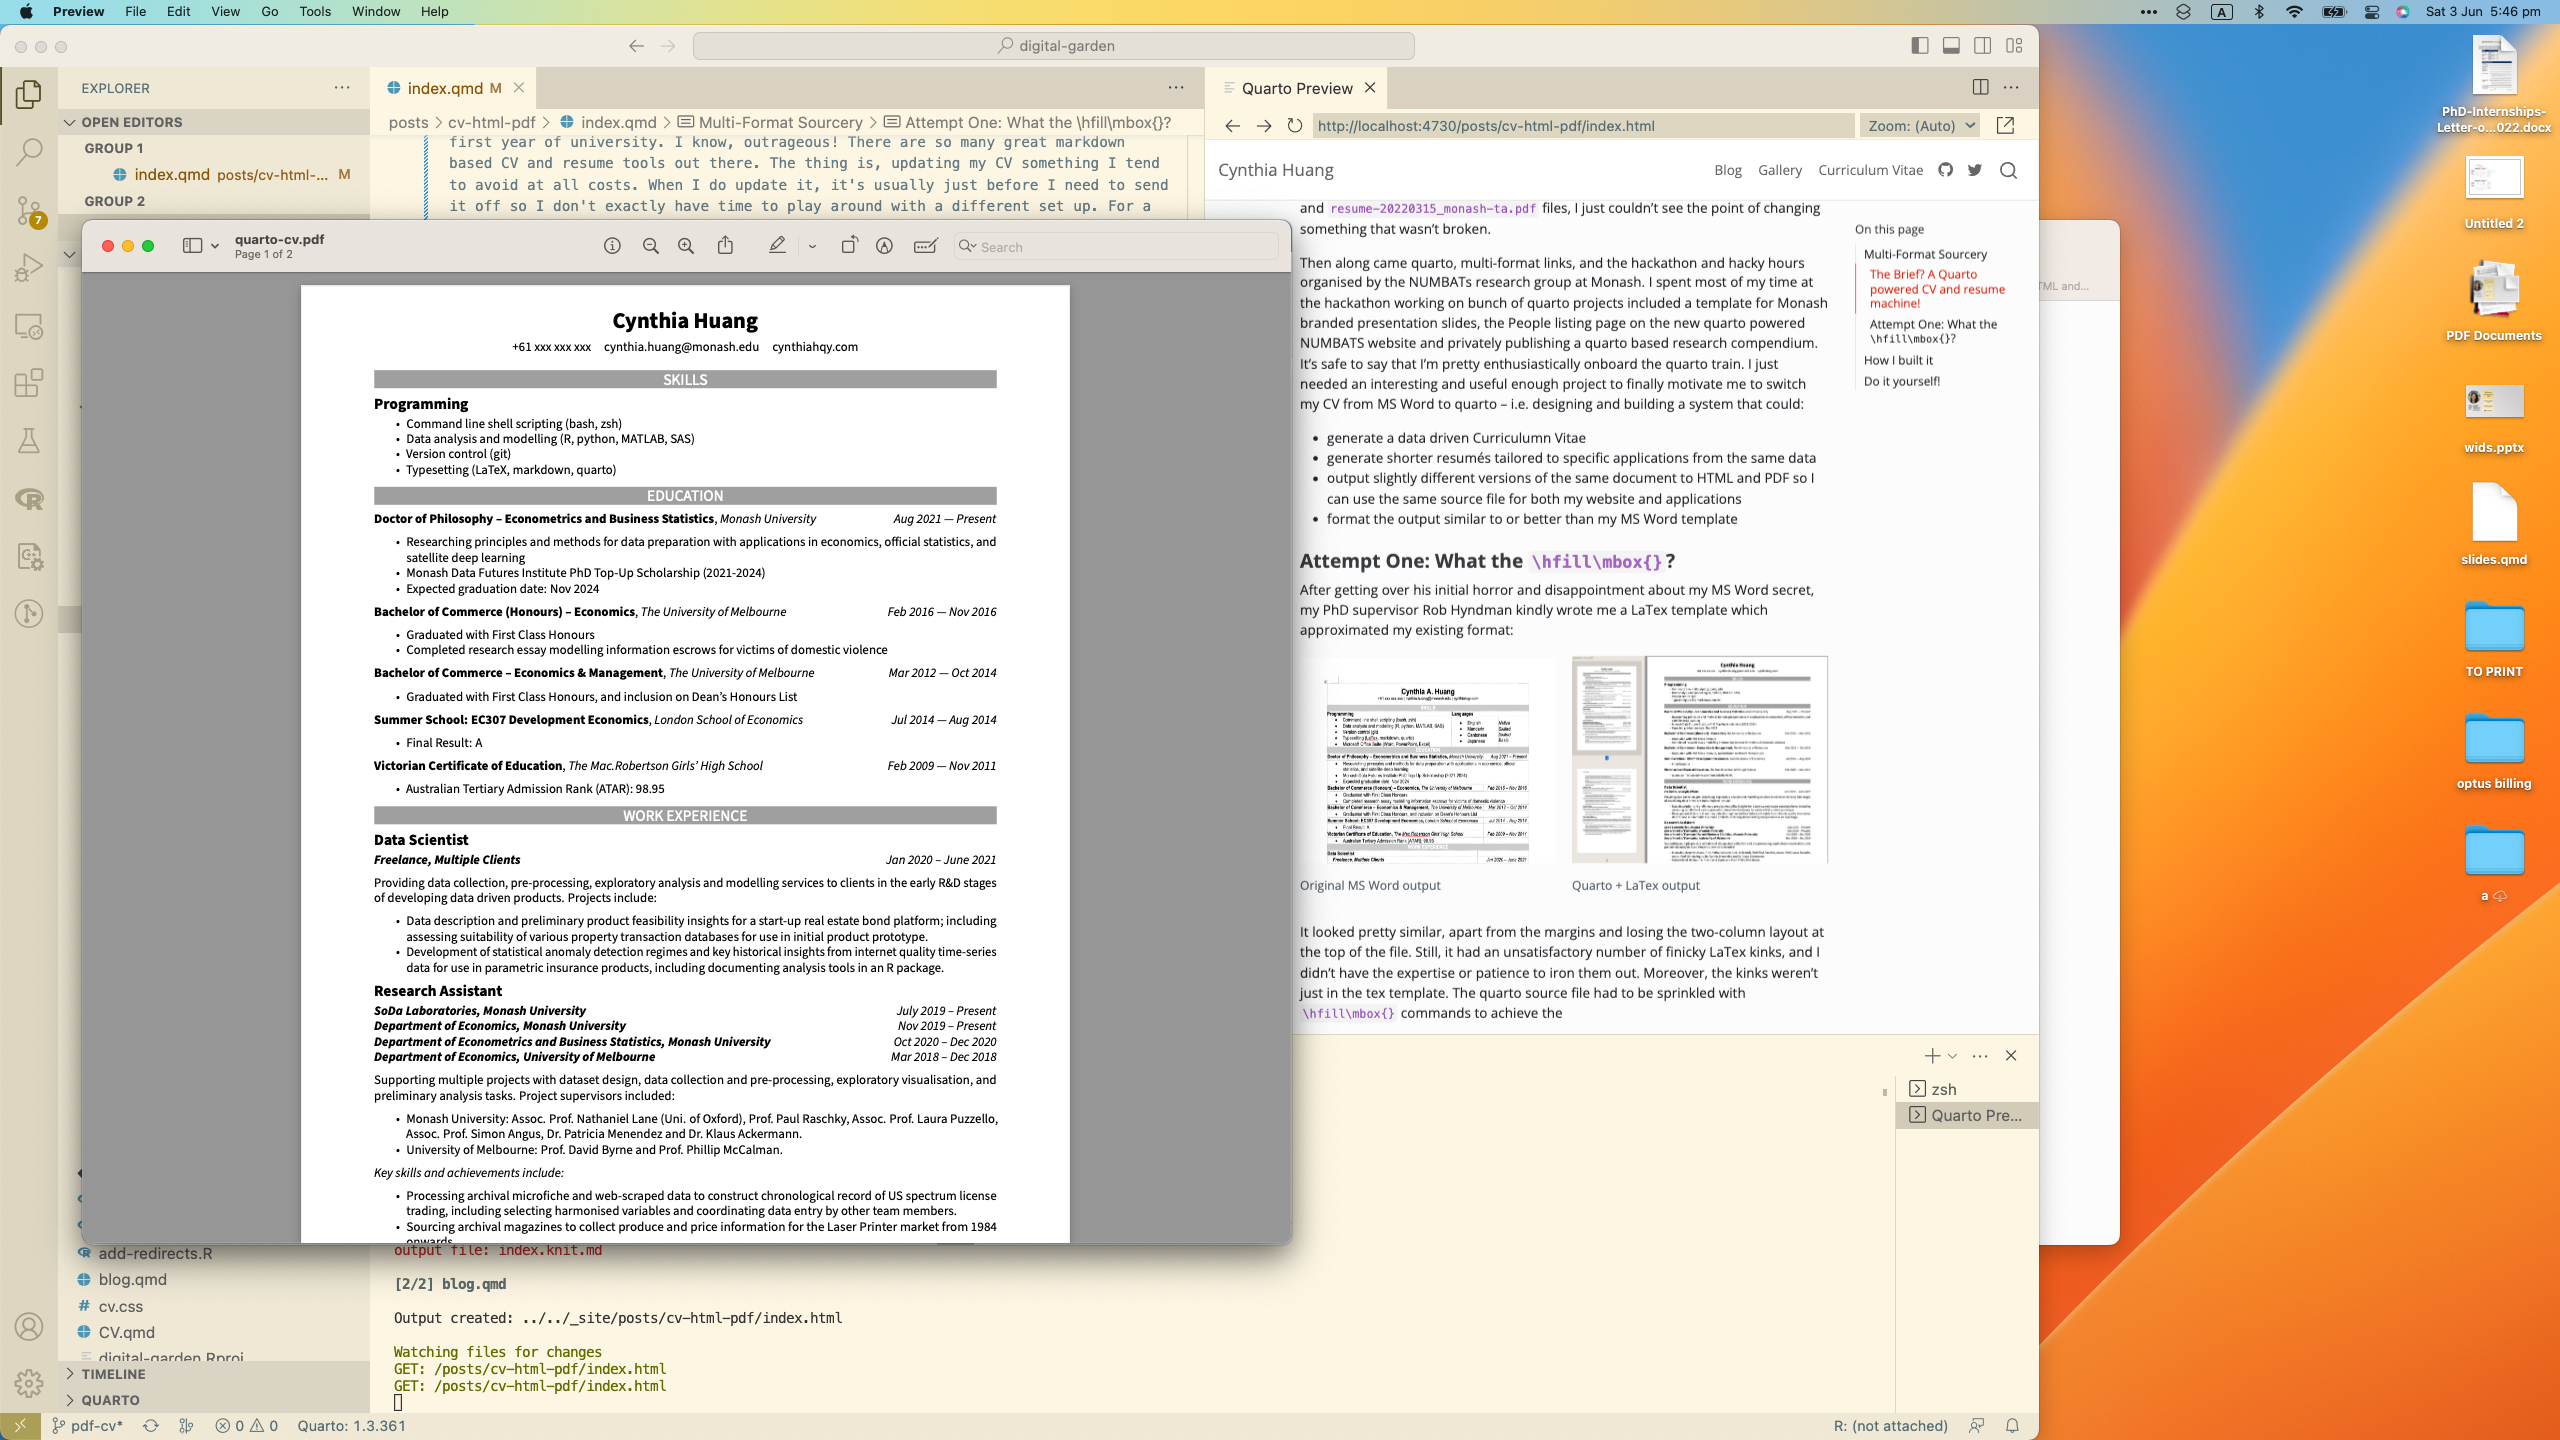 Preview File Edit View Go Tools Window Help
A
Sat 3 Jun 5:46 pm
digital-garden
EXPLORER
OPEN EDITORS
GROUP 1
index.qmd posts/cv-html-... M
GROUP 2
7
add-redirects.R
blog.qmd
# cv.css
CV.qmd
digital-garden.Rproj
TIMELINE
QUARTO
index.qmd M
posts > cv-html-pdf > index.qmd > Multi-Format Sourcery > Attempt One: What the \hfill\mbox{}?
first year of university. I know, outrageous! There are so many great markdown
based CV and resume tools out there. The thing is, updating my CV something I tend
to avoid at all costs. When I do update it, it's usually just before I need to send
it off so I don't exactly have time to play around with a different set up. For a
quarto-cv.pdf
Page 1 of 2
Search
Cynthia Huang
+61 xxx xxx xxx cynthia.huang@monash.edu cynthiahqy.com
SKILLS
Programming
• Command line shell scripting (bash, zsh)
• Data analysis and modelling (R, python, MATLAB, SAS)
• Version control (git)
• Typesetting (LaTeX, markdown, quarto)
EDUCATION
Doctor of Philosophy – Econometrics and Business Statistics, Monash University Aug 2021 — Present
• Researching principles and methods for data preparation with applications in economics, official statistics, and
satellite deep learning
• Monash Data Futures Institute PhD Top-Up Scholarship (2021-2024)
• Expected graduation date: Nov 2024
Bachelor of Commerce (Honours) – Economics, The University of Melbourne Feb 2016 — Nov 2016
• Graduated with First Class Honours
• Completed research essay modelling information escrows for victims of domestic violence
Bachelor of Commerce – Economics & Management, The University of Melbourne Mar 2012 — Oct 2014
• Graduated with First Class Honours, and inclusion on Dean's Honours List
Summer School: EC307 Development Economics, London School of Economics Jul 2014 — Aug 2014
• Final Result: A
Victorian Certificate of Education, The Mac.Robertson Girls' High School Feb 2009 — Nov 2011
• Australian Tertiary Admission Rank (ATAR): 98.95
WORK EXPERIENCE
Data Scientist
Freelance, Multiple Clients Jan 2020 – June 2021
Providing data collection, pre-processing, exploratory analysis and modelling services to clients in the early R&D stages
of developing data driven products. Projects include:
• Data description and preliminary product feasibility insights for a start-up real estate bond platform; including
assessing suitability of various property transaction databases for use in initial product prototype.
• Development of statistical anomaly detection regimes and key historical insights from internet quality time-series
data for use in parametric insurance products, including documenting analysis tools in an R package.
Research Assistant
SoDa Laboratories, Monash University July 2019 – Present
Department of Economics, Monash University Nov 2019 – Present
Department of Econometrics and Business Statistics, Monash University Oct 2020 – Dec 2020
Department of Economics, University of Melbourne Mar 2018 – Dec 2018
Supporting multiple projects with dataset design, data collection and pre-processing, exploratory visualisation, and
preliminary analysis tasks. Project supervisors included:
• Monash University: Assoc. Prof. Nathaniel Lane (Uni. of Oxford), Prof. Paul Raschky, Assoc. Prof. Laura Puzzello,
Assoc. Prof. Simon Angus, Dr. Patricia Menendez and Dr. Klaus Ackermann.
• University of Melbourne: Prof. David Byrne and Prof. Phillip McCalman.
Key skills and achievements include:
• Processing archival microfiche and web-scraped data to construct chronological record of US spectrum license
trading, including selecting harmonised variables and coordinating data entry by other team members.
• Sourcing archival magazines to collect produce and price information for the Laser Printer market from 1984
onwards
output file: index.knit.md
[2/2] blog.qmd
Output created: ../../_site/posts/cv-html-pdf/index.html
Watching files for changes
GET: /posts/cv-html-pdf/index.html
GET: /posts/cv-html-pdf/index.html
Quarto Preview
http://localhost:4730/posts/cv-html-pdf/index.html
Zoom: (Auto)
Cynthia Huang
Blog Gallery Curriculum Vitae
and resume-20220315_monash-ta.pdf files, I just couldn't see the point of changing
something that wasn't broken.
Then along came quarto, multi-format links, and the hackathon and hacky hours
organised by the NUMBATs research group at Monash. I spent most of my time at
the hackathon working on bunch of quarto projects included a template for Monash
branded presentation slides, the People listing page on the new quarto powered
NUMBATS website and privately publishing a quarto based research compendium.
It's safe to say that I'm pretty enthusiastically onboard the quarto train. I just
needed an interesting and useful enough project to finally motivate me to switch
my CV from MS Word to quarto – i.e. designing and building a system that could:
• generate a data driven Curriculumn Vitae
• generate shorter resumés tailored to specific applications from the same data
• output slightly different versions of the same document to HTML and PDF so I
can use the same source file for both my website and applications
• format the output similar to or better than my MS Word template
Attempt One: What the \hfill\mbox{}?
After getting over his initial horror and disappointment about my MS Word secret,
my PhD supervisor Rob Hyndman kindly wrote me a LaTex template which
approximated my existing format:
Cynthia A. Huang
Cynthia Huang
Original MS Word output
Quarto + LaTex output
It looked pretty similar, apart from the margins and losing the two-column layout at
the top of the file. Still, it had an unsatisfactory number of finicky LaTex kinks, and I
didn't have the expertise or patience to iron them out. Moreover, the kinks weren't
just in the tex template. The quarto source file had to be sprinkled with
\hfill\mbox{} commands to achieve the
On this page
Multi-Format Sourcery
The Brief? A Quarto
powered CV and resume
machine!
Attempt One: What the
\hfill\mbox{}?
How I built it
Do it yourself!
TML and...
zsh
Quarto Pre...
pdf-cv*
0
0
Quarto: 1.3.361
R: (not attached)
PhD-Internships-
Letter-o...022.docx
Untitled 2
PDF Documents
wids.pptx
slides.qmd
TO PRINT
optus billing
a